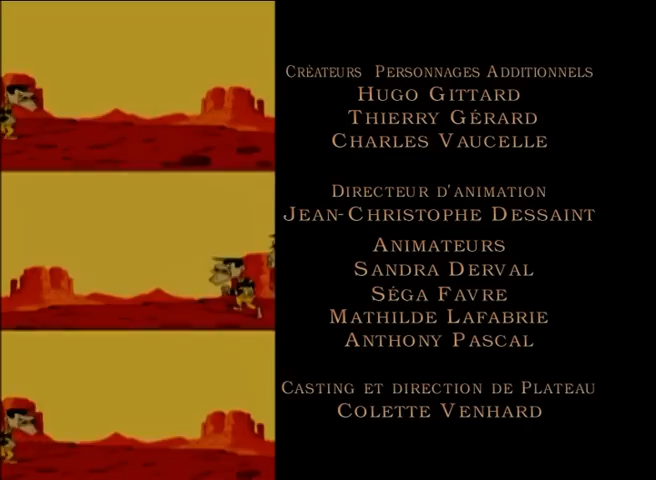 Créateurs Personnages Additionnels
Hugo Gittard
Thierry Gérard
Charles Vaucelle
Directeur d'animation
Jean-Christophe Dessaint
Animateurs
Sandra Derval
Séga Favre
Mathilde Lafabrie
Anthony Pascal
Casting et direction de Plateau
Colette Venhard